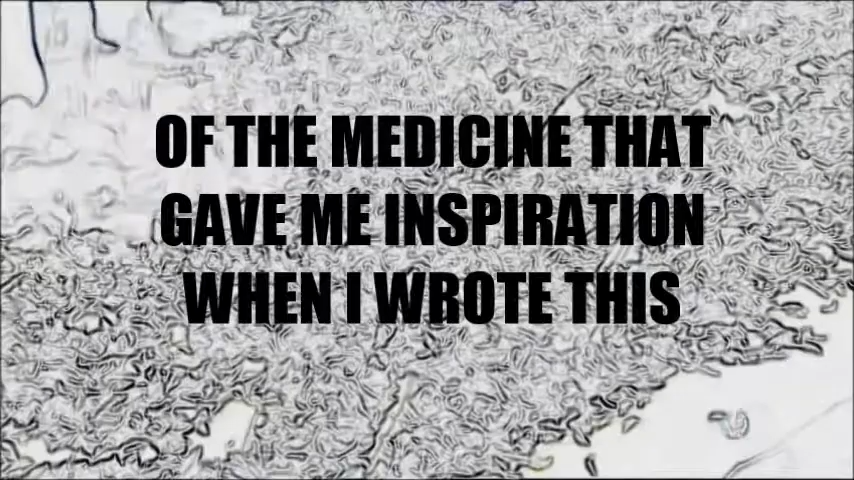 OF THE MEDICINE THAT
GAVE ME INSPIRATION
WHEN I WROTE THIS